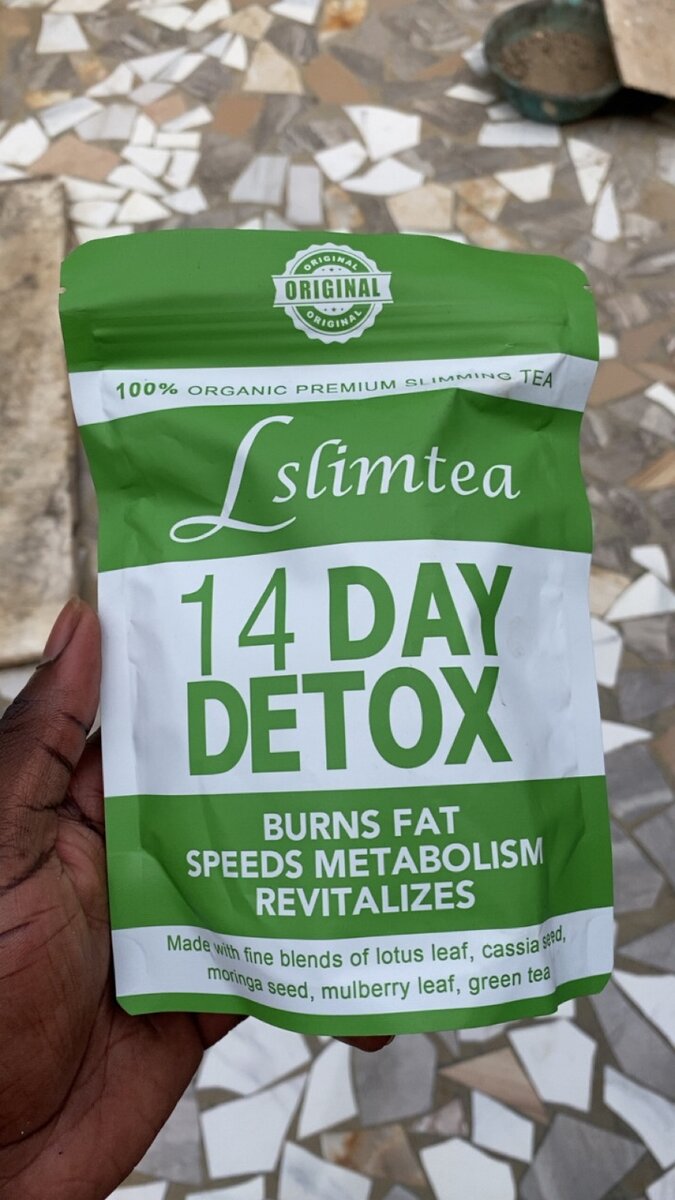 ORIGINAL
ORIGINAL
ORIGINAL
100% ORGANIC PREMIUM SLIMMING TEA
Lslimtea
14 DAY
DETOX
BURNS FAT
SPEEDS METABOLISM
REVITALIZES
Made with fine blends of lotus leaf, cassia seed,
moringa seed, mulberry leaf, green tea